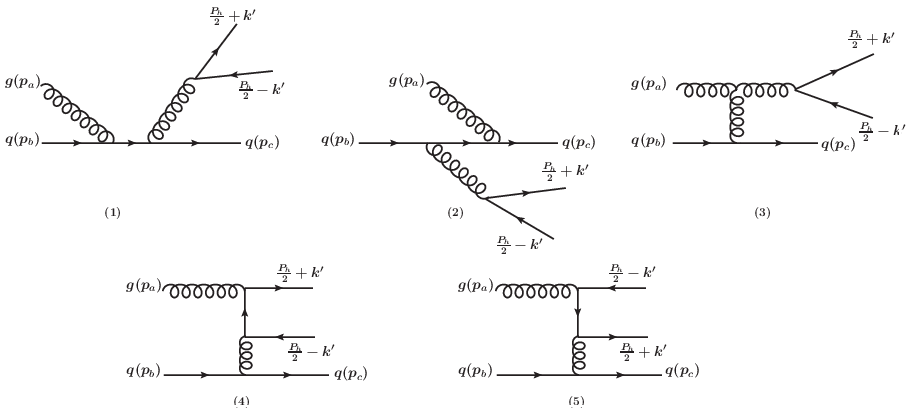 P_h/2 + k′
g(p_a)
P_h/2 − k′
q(p_b)
q(p_c)
(1)
g(p_a)
q(p_b)
q(p_c)
P_h/2 + k′
P_h/2 − k′
(2)
P_h/2 + k′
g(p_a)
P_h/2 − k′
q(p_b)
q(p_c)
(3)
P_h/2 + k′
g(p_a)
P_h/2 − k′
q(p_b)
q(p_c)
(4)
P_h/2 − k′
g(p_a)
P_h/2 + k′
q(p_b)
q(p_c)
(5)